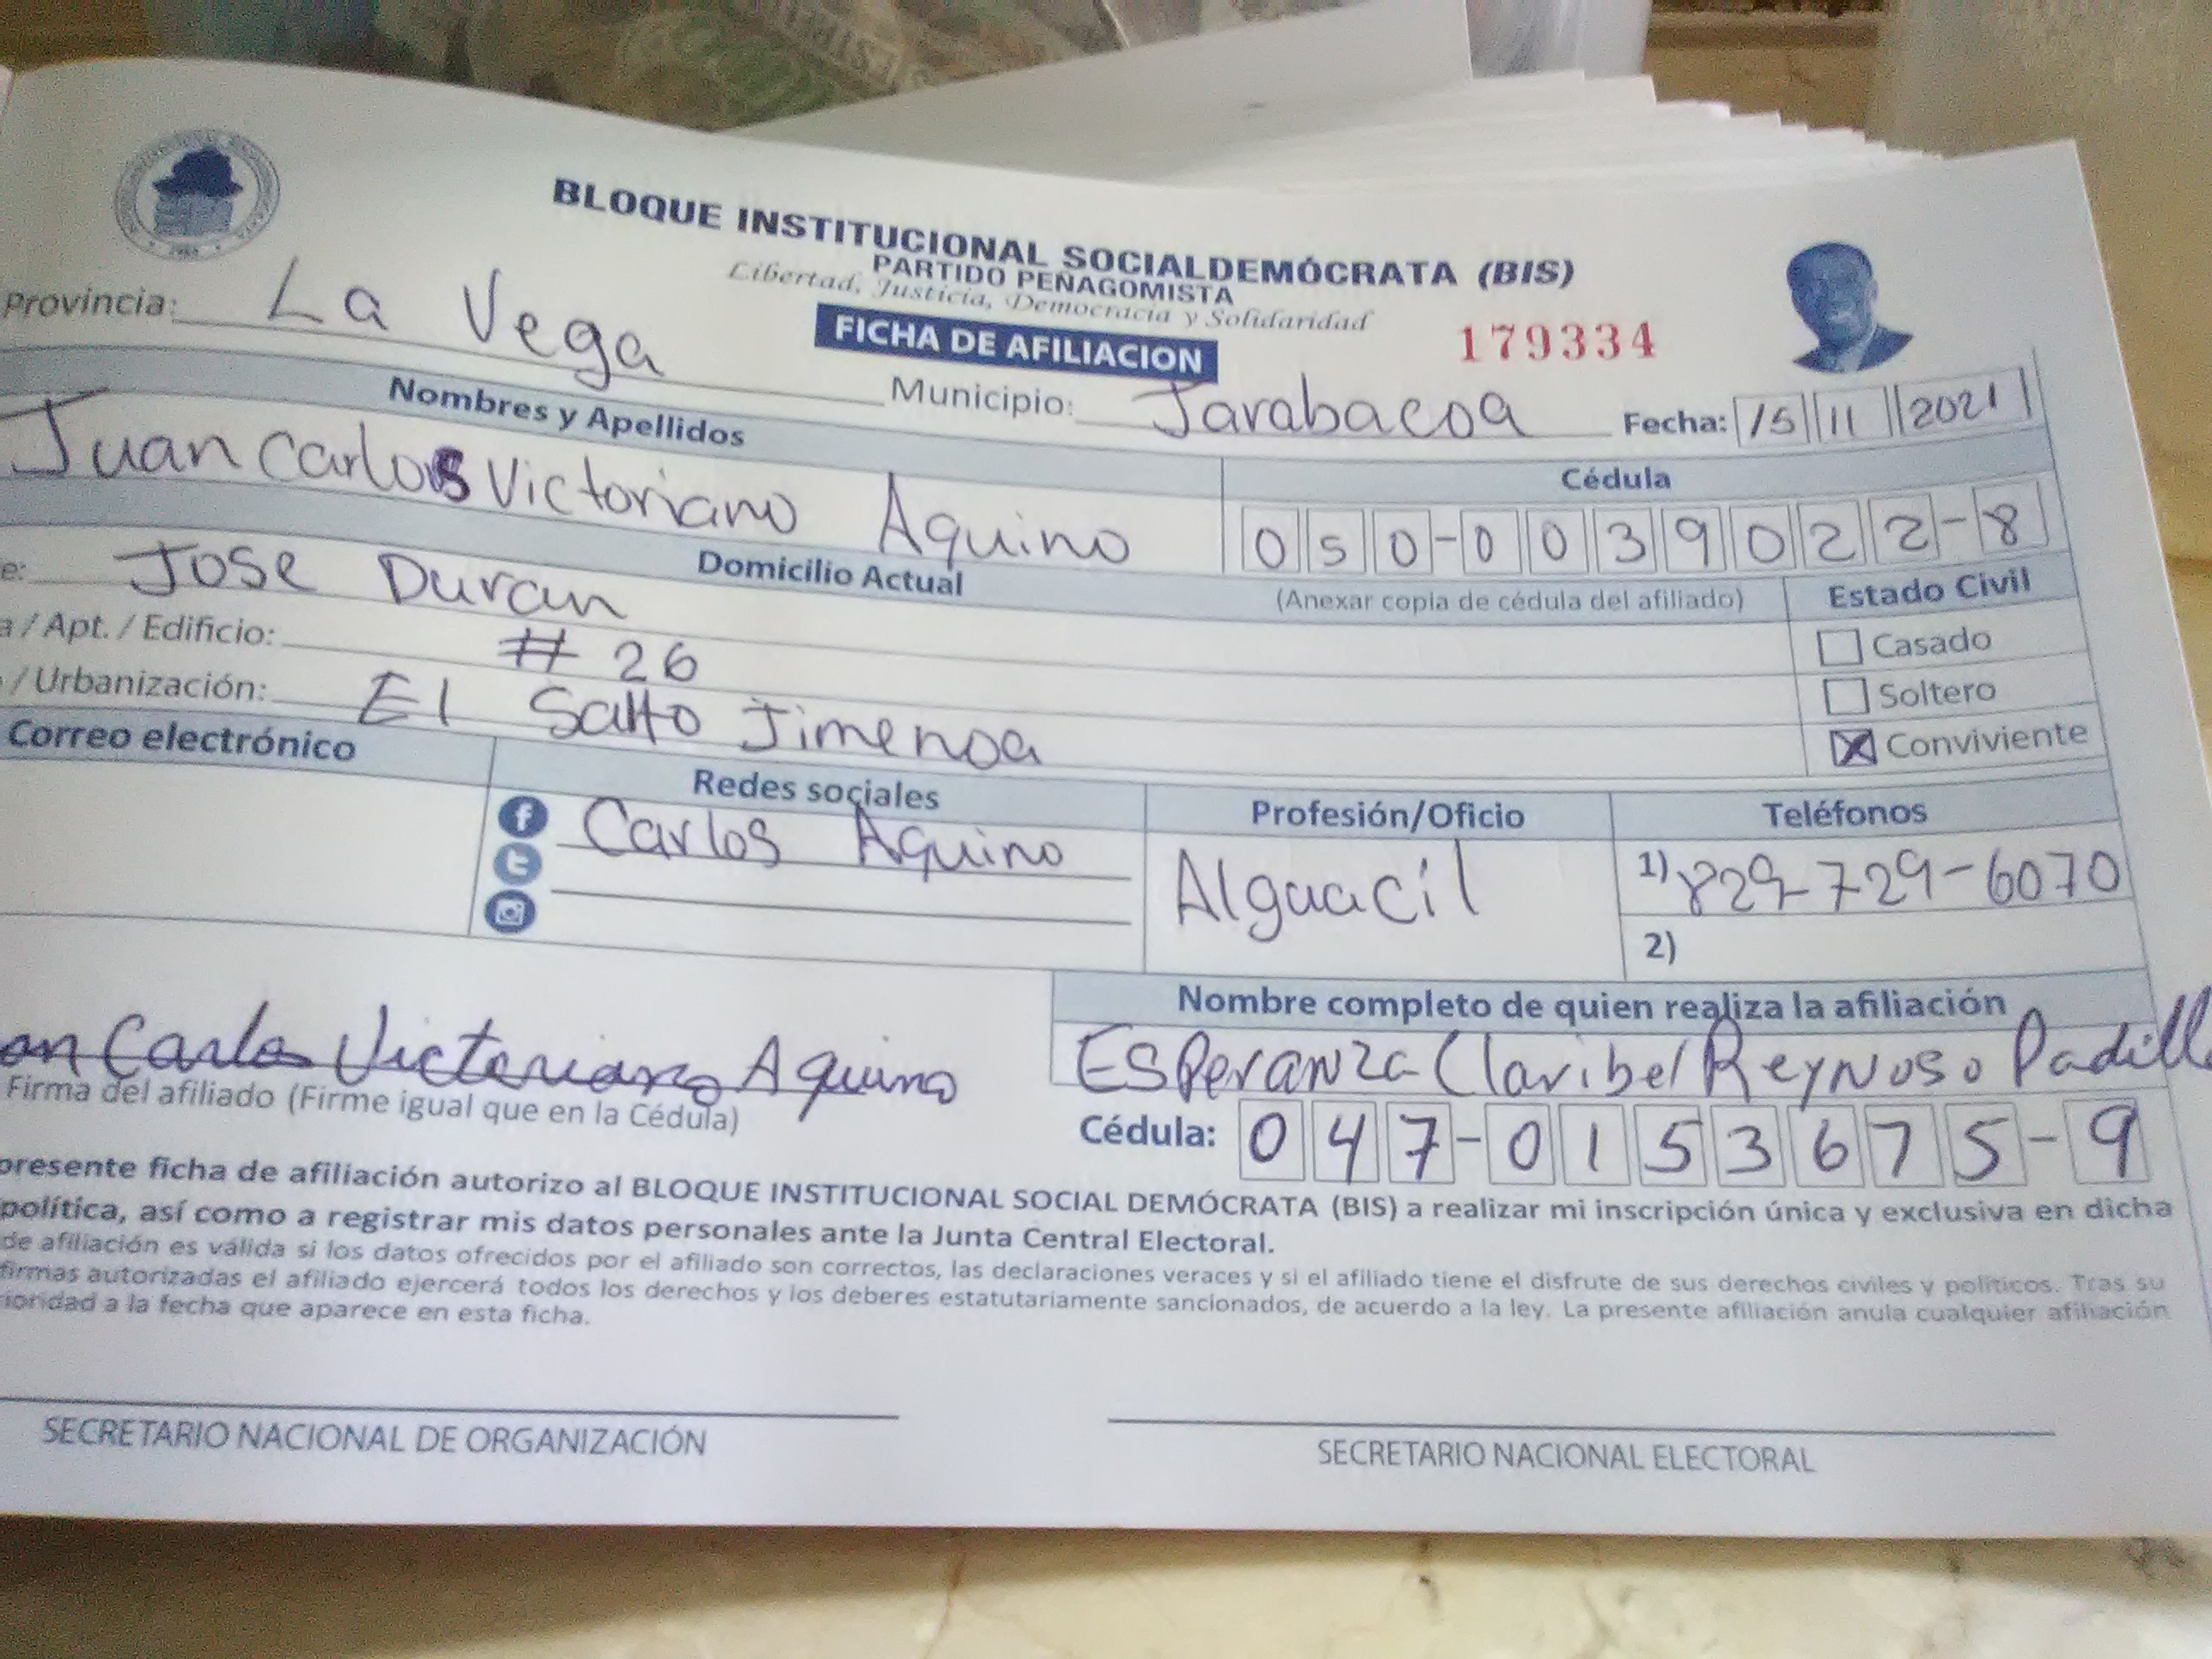 BLOQUE INSTITUCIONAL SOCIALDEMÓCRATA (BIS)
PARTIDO PEÑAGOMISTA
Libertad, Justicia, Democracia y Solidaridad
FICHA DE AFILIACION
179334
Provincia: La Vega
Municipio: Jarabacoa
Fecha: 15 11 2021
Nombres y Apellidos
Juan Carlos Victoriano Aquino
Cédula
050-0039022-8
(Anexar copia de cédula del afiliado)
Domicilio Actual
e: Jose Duran
a / Apt. / Edificio: # 26
/ Urbanización: El Salto Jimenoa
Estado Civil
Casado
Soltero
X Conviviente
Correo electrónico
Redes sociales
Carlos Aquino
Profesión/Oficio
Alguacil
Teléfonos
1) 829-729-6070
2)
an Carlos Victoriano Aquino
Firma del afiliado (Firme igual que en la Cédula)
Nombre completo de quien realiza la afiliación
Esperanza Claribel Reynoso Padill
Cédula: 047-0153675-9
presente ficha de afiliación autorizo al BLOQUE INSTITUCIONAL SOCIAL DEMÓCRATA (BIS) a realizar mi inscripción única y exclusiva en dicha
política, así como a registrar mis datos personales ante la Junta Central Electoral.
de afiliación es válida si los datos ofrecidos por el afiliado son correctos, las declaraciones veraces y si el afiliado tiene el disfrute de sus derechos civiles y políticos. Tras su
firmas autorizadas el afiliado ejercerá todos los derechos y los deberes estatutariamente sancionados, de acuerdo a la ley. La presente afiliación anula cualquier afiliación
rioridad a la fecha que aparece en esta ficha.
SECRETARIO NACIONAL DE ORGANIZACIÓN
SECRETARIO NACIONAL ELECTORAL